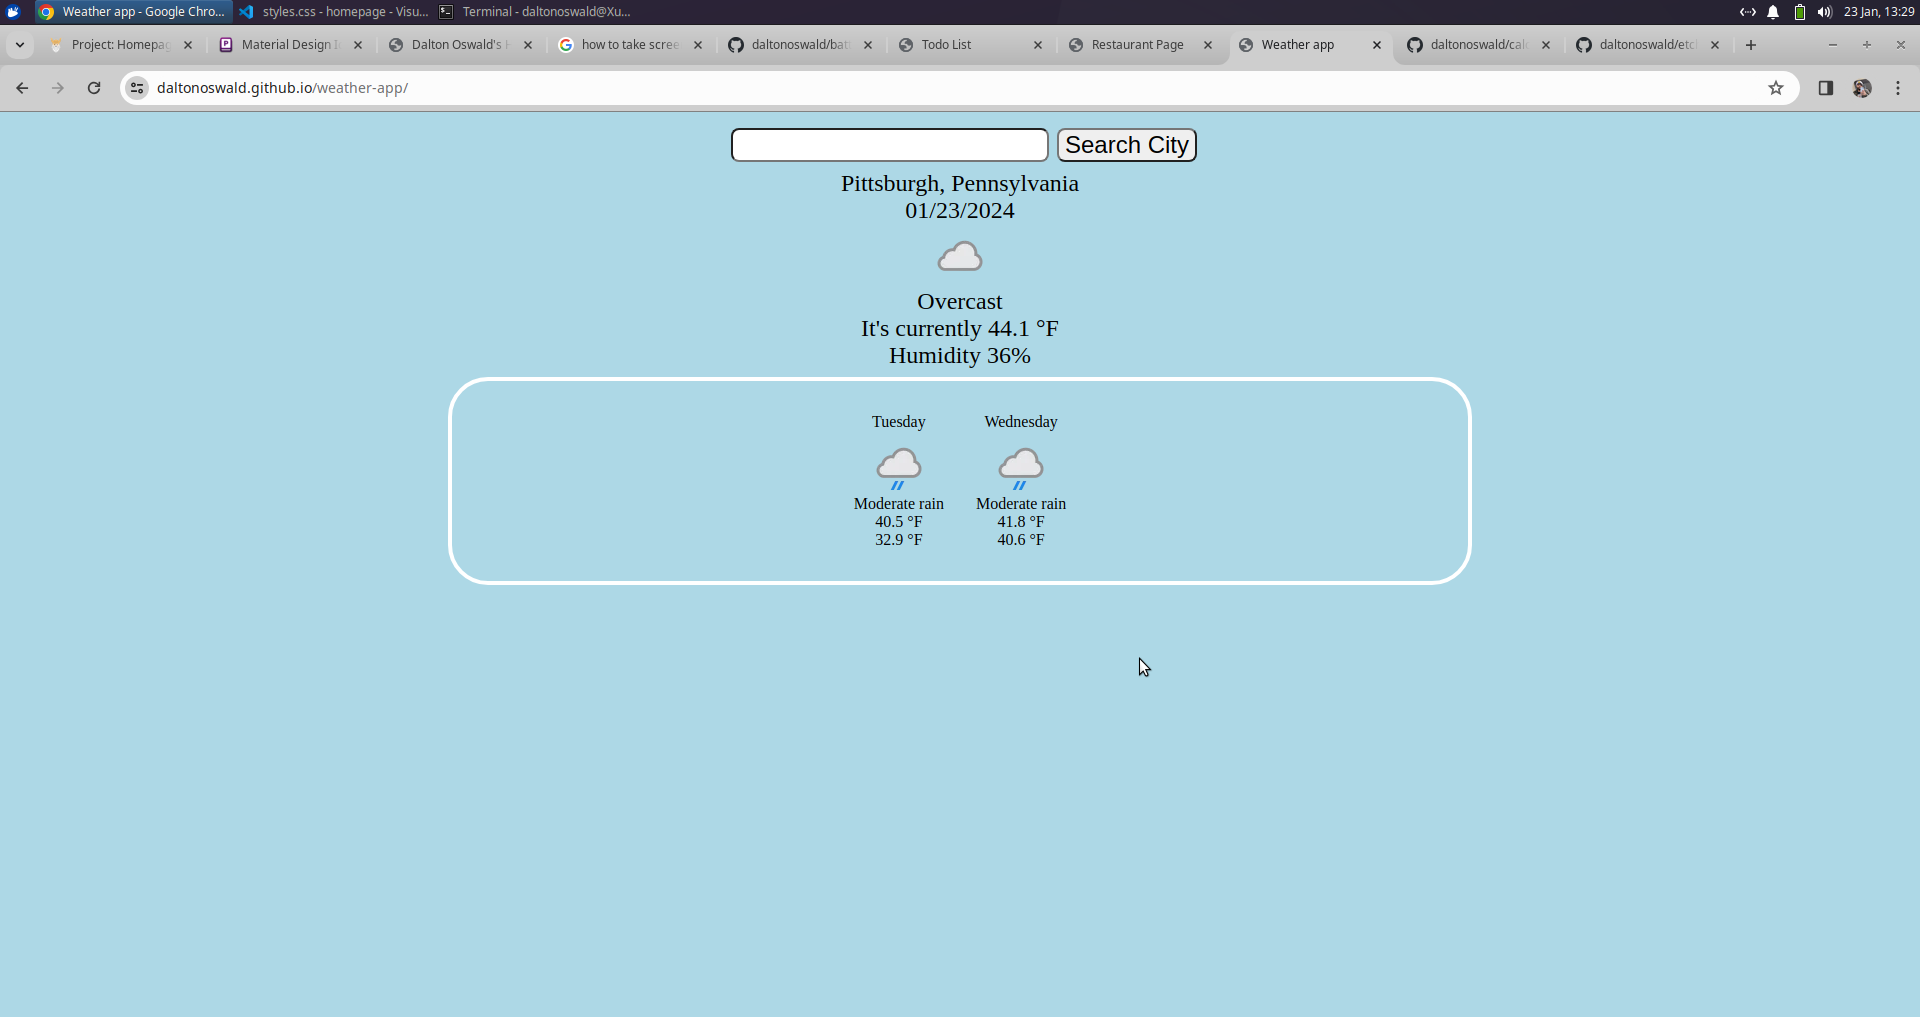 Weather app - Google Chro...
styles.css - homepage - Visu...
Terminal - daltonoswald@Xu...
23 Jan, 13:29
Project: Homepag
Material Design I
Dalton Oswald's H
how to take scree
daltonoswald/bat
Todo List
Restaurant Page
Weather app
daltonoswald/cal
daltonoswald/etc
daltonoswald.github.io/weather-app/
Search City
Pittsburgh, Pennsylvania
01/23/2024
Overcast
It's currently 44.1 °F
Humidity 36%
Tuesday
Moderate rain
40.5 °F
32.9 °F
Wednesday
Moderate rain
41.8 °F
40.6 °F